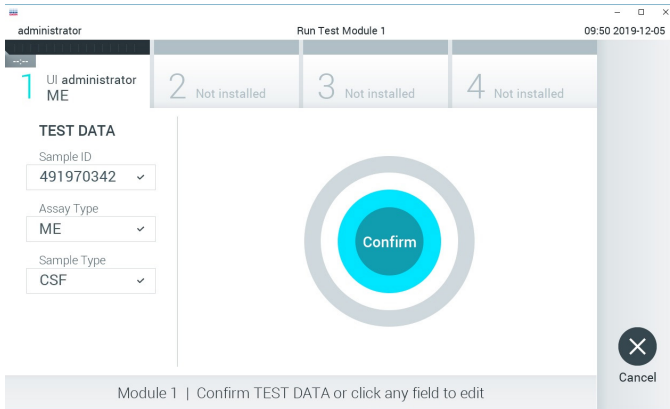 administrator Run Test Module 1 09:50 2019-12-05
--:--
1 UI administrator
ME
2 Not installed
3 Not installed
4 Not installed
TEST DATA
Sample ID
491970342
Assay Type
ME
Sample Type
CSF
Confirm
Cancel
Module 1 | Confirm TEST DATA or click any field to edit